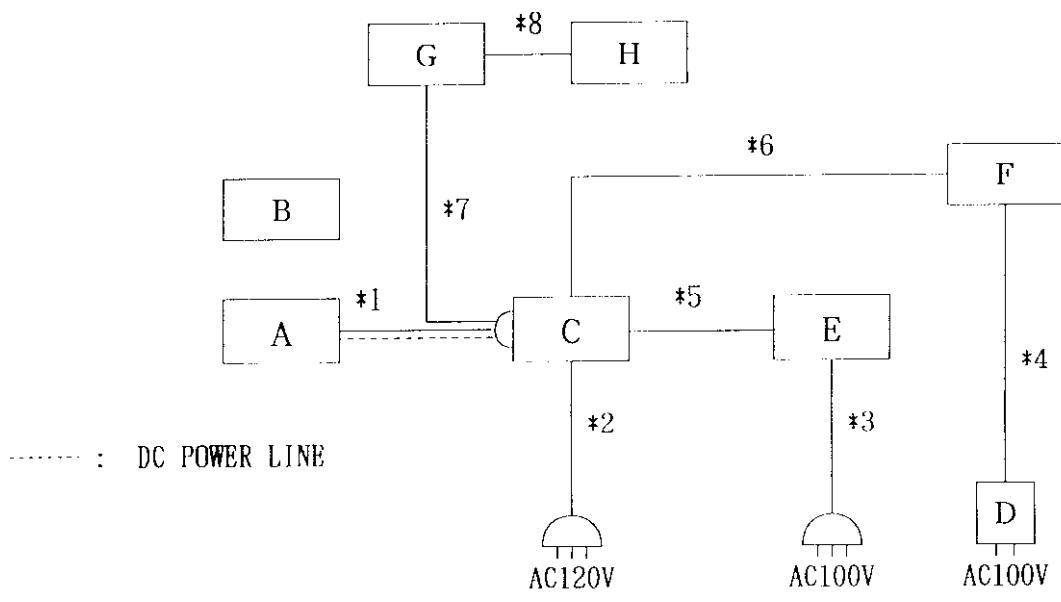 *8
G
H
*6
F
B
*7
*1
*5
A
C
E
*4
*2
*3
-------- : DC POWER LINE
D
AC120V
AC100V
AC100V